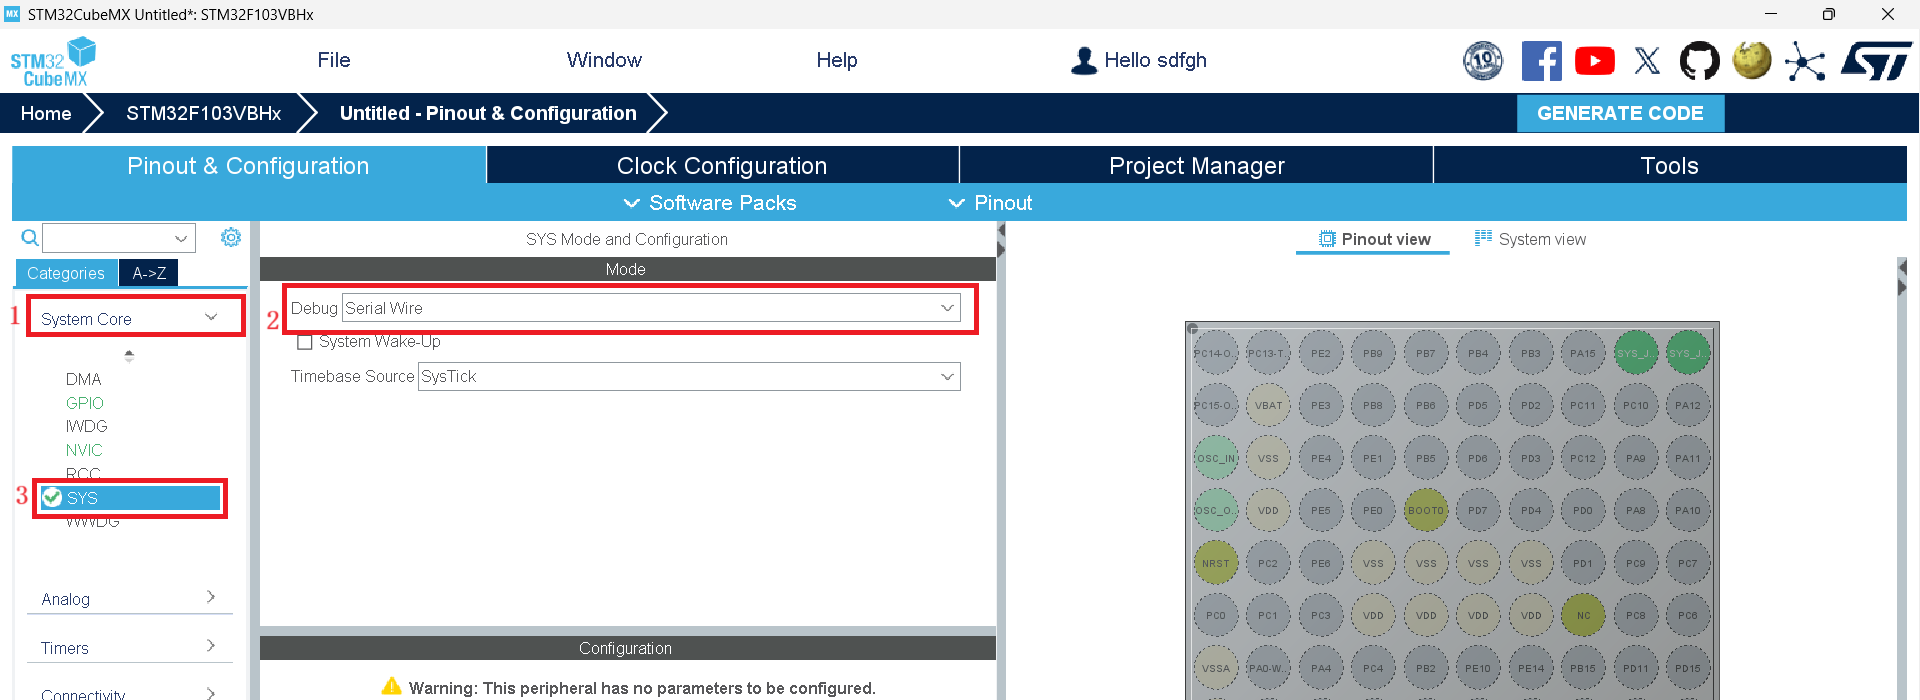 MX STM32CubeMX Untitled*: STM32F103VBHx
STM32 CubeMX
File Window Help Hello sdfgh
10
Home STM32F103VBHx Untitled - Pinout & Configuration GENERATE CODE
Pinout & Configuration Clock Configuration Project Manager Tools
Software Packs Pinout
SYS Mode and Configuration
Pinout view System view
Categories A->Z
Mode
1 System Core
2 Debug Serial Wire
System Wake-Up
Timebase Source SysTick
DMA
GPIO
IWDG
NVIC
RCC
3 SYS
WWDG
Analog
Timers
Connectivity
Configuration
Warning: This peripheral has no parameters to be configured.
PC14-O.. PC13-T.. PE2 PB9 PB7 PB4 PB3 PA15 SYS_J.. SYS_J..
PC15-O.. VBAT PE3 PB8 PB6 PD5 PD2 PC11 PC10 PA12
OSC_IN VSS PE4 PE1 PB5 PD6 PD3 PC12 PA9 PA11
OSC_O.. VDD PE5 PE0 BOOT0 PD7 PD4 PD0 PA8 PA10
NRST PC2 PE6 VSS VSS VSS VSS PD1 PC9 PC7
PC0 PC1 PC3 VDD VDD VDD VDD NC PC8 PC6
VSSA PA0-W.. PA4 PC4 PB2 PE10 PE14 PB15 PD11 PD15